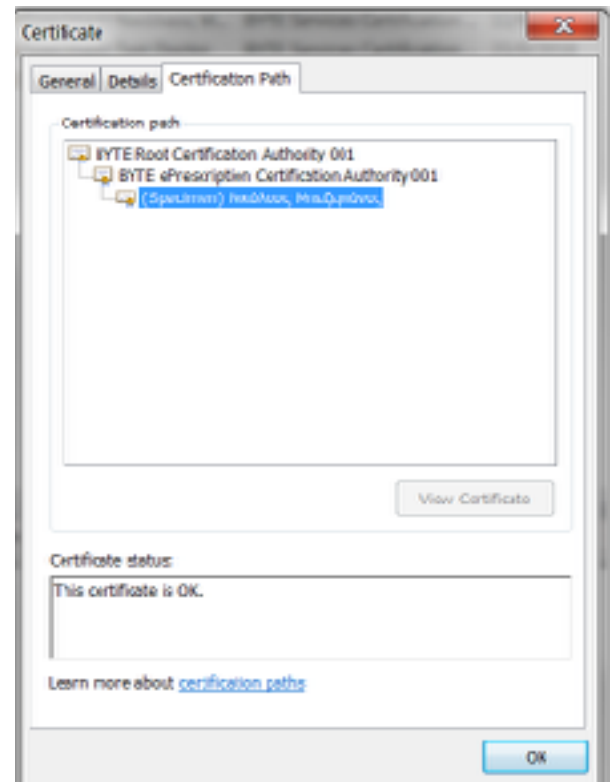 Certificate
General Details Certification Path
Certification path
BYTE Root Certification Authority 001
BYTE ePrescription Certification Authority 001
(Specimen)
View Certificate
Certificate status:
This certificate is OK.
Learn more about certification paths
OK